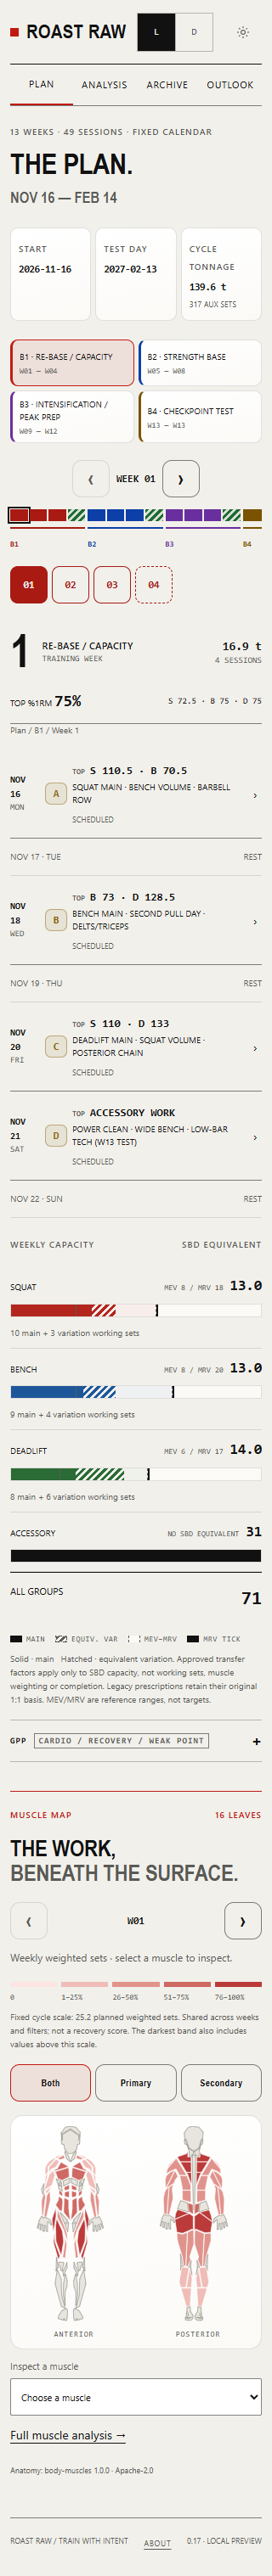 ROAST RAW L D
PLAN ANALYSIS ARCHIVE OUTLOOK
13 WEEKS · 49 SESSIONS · FIXED CALENDAR
THE PLAN.
NOV 16 — FEB 14
START
2026-11-16
TEST DAY
2027-02-13
CYCLE
TONNAGE
139.6 t
317 AUX SETS
B1 · RE-BASE / CAPACITY
W01 — W04
B2 · STRENGTH BASE
W05 — W08
B3 · INTENSIFICATION /
PEAK PREP
W09 — W12
B4 · CHECKPOINT TEST
W13 — W13
‹ WEEK 01 ›
B1 B2 B3 B4
01 02 03 04
1 RE-BASE / CAPACITY 16.9 t
TRAINING WEEK 4 SESSIONS
TOP %1RM 75% S 72.5 · B 75 · D 75
Plan / B1 / Week 1
NOV
16
MON
A
TOP S 110.5 · B 70.5
SQUAT MAIN · BENCH VOLUME · BARBELL
ROW
SCHEDULED
›
NOV 17 · TUE REST
NOV
18
WED
B
TOP B 73 · D 128.5
BENCH MAIN · SECOND PULL DAY ·
DELTS/TRICEPS
SCHEDULED
›
NOV 19 · THU REST
NOV
20
FRI
C
TOP S 110 · D 133
DEADLIFT MAIN · SQUAT VOLUME ·
POSTERIOR CHAIN
SCHEDULED
›
NOV
21
SAT
D
TOP ACCESSORY WORK
POWER CLEAN · WIDE BENCH · LOW-BAR
TECH (W13 TEST)
SCHEDULED
›
NOV 22 · SUN REST
WEEKLY CAPACITY SBD EQUIVALENT
SQUAT MEV 8 / MRV 18 13.0
10 main + 3 variation working sets
BENCH MEV 8 / MRV 20 13.0
9 main + 4 variation working sets
DEADLIFT MEV 6 / MRV 17 14.0
8 main + 6 variation working sets
ACCESSORY NO SBD EQUIVALENT 31
ALL GROUPS 71
MAIN EQUIV. VAR MEV–MRV MRV TICK
Solid · main Hatched · equivalent variation. Approved transfer
factors apply only to SBD capacity, not working sets, muscle
weighting or completion. Legacy prescriptions retain their original
1:1 basis. MEV/MRV are reference ranges, not targets.
GPP CARDIO / RECOVERY / WEAK POINT +
MUSCLE MAP 16 LEAVES
THE WORK,
BENEATH THE SURFACE.
‹ W01 ›
Weekly weighted sets · select a muscle to inspect.
0 1–25% 26–50% 51–75% 76–100%
Fixed cycle scale: 25.2 planned weighted sets. Shared across weeks
and filters; not a recovery score. The darkest band also includes
values above this scale.
Both Primary Secondary
ANTERIOR POSTERIOR
Inspect a muscle
Choose a muscle
Full muscle analysis →
Anatomy: body-muscles 1.0.0 · Apache-2.0
ROAST RAW / TRAIN WITH INTENT ABOUT 0.17 · LOCAL PREVIEW